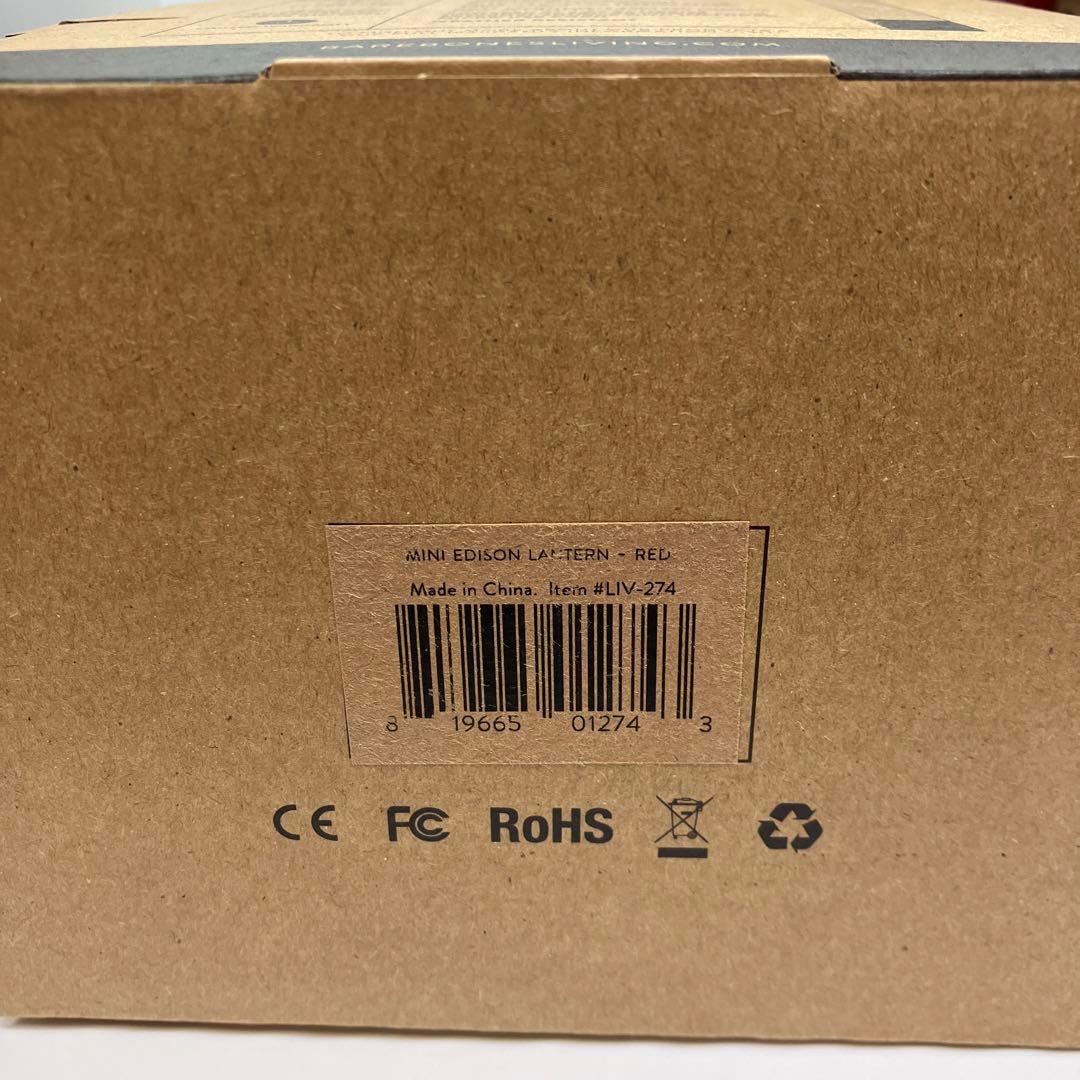 BAREBONESLIVING.COM
MINI EDISON LANTERN - RED
Made in China. Item #LIV-274
8 19665 01274 3
CE FC RoHS